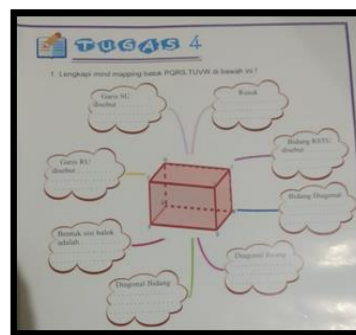 TUGAS 4
1. Lengkapi mind mapping balok PQRS.TUVW di bawah ini.!
Garis SU
disebut
Rusuk
Garis RU
disebut
Bidang RSTU
disebut
Bidang Diagonal
Bentuk sisi balok
adalah
Diagonal Ruang
Diagonal Bidang